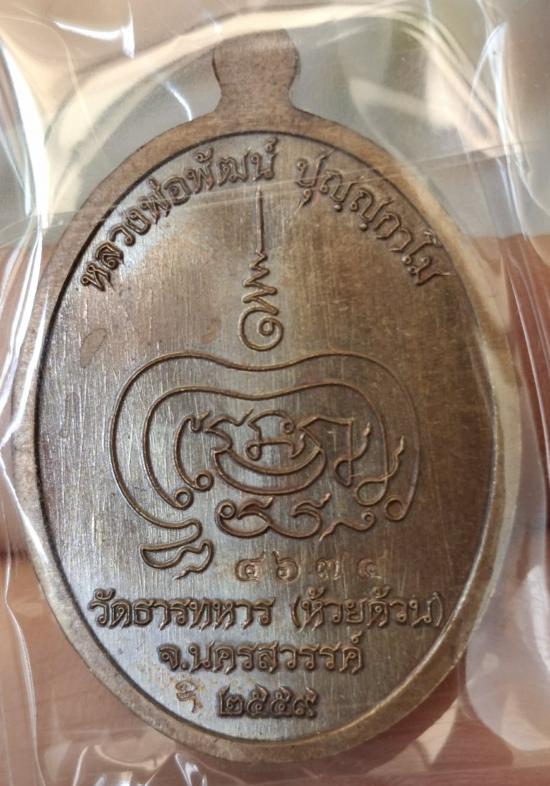 หลวงพ่อพัฒน์ ปุญฺญกาโม
๔๖๗๔
วัดธารทหาร (ห้วยด้วน)
จ.นครสวรรค์
๒๕๕๙